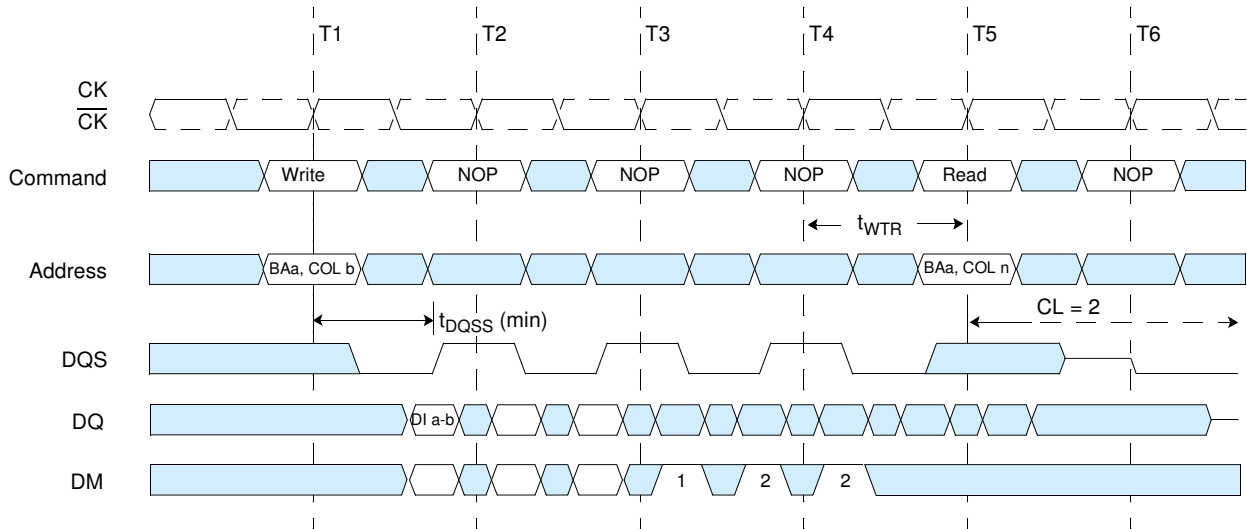 T1 T2 T3 T4 T5 T6
CK
CK
Command Write NOP NOP NOP Read NOP
tWTR
Address BAa, COL b BAa, COL n
tDQSS (min) CL = 2
DQS
DQ DI a-b
DM 1 2 2